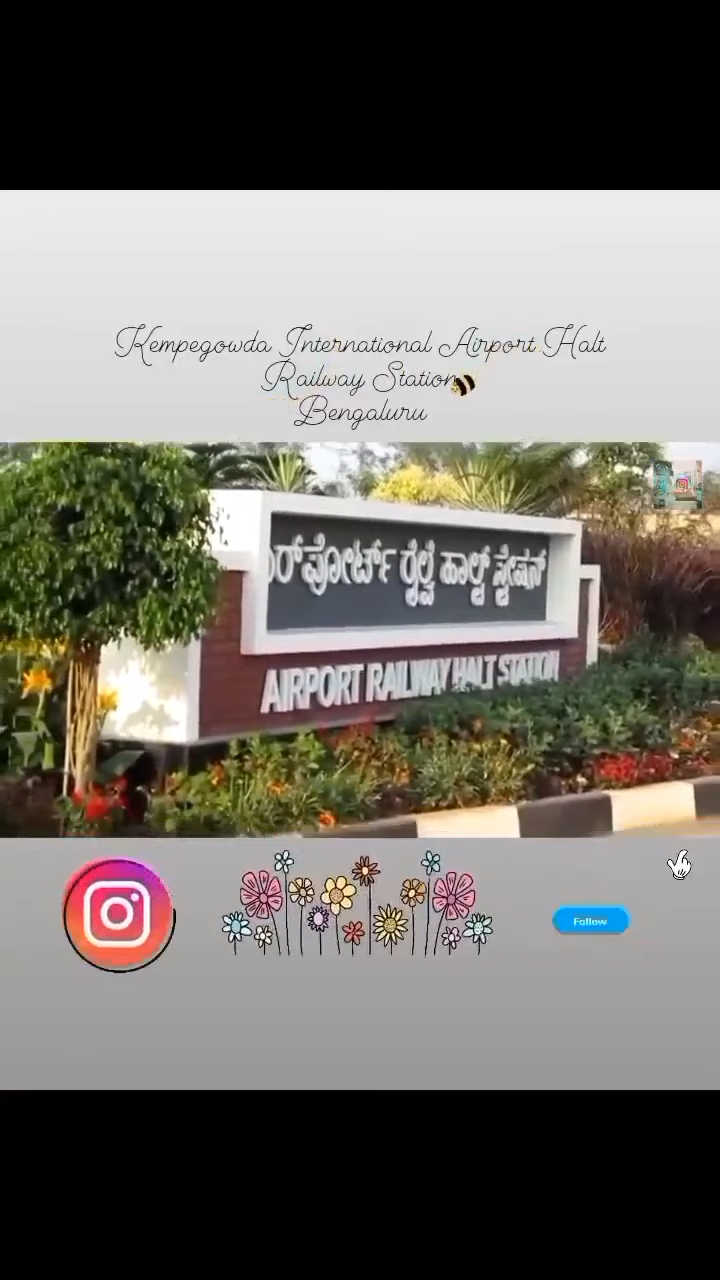 Kempegowda International Airport Halt
Railway Station
Bengaluru
ರ್‌ಪೋರ್ಟ್ ರೈಲ್ವೆ ಹಾಲ್ಟ್ ಸ್ಟೇಷನ್
AIRPORT RAILWAY HALT STATION
Follow